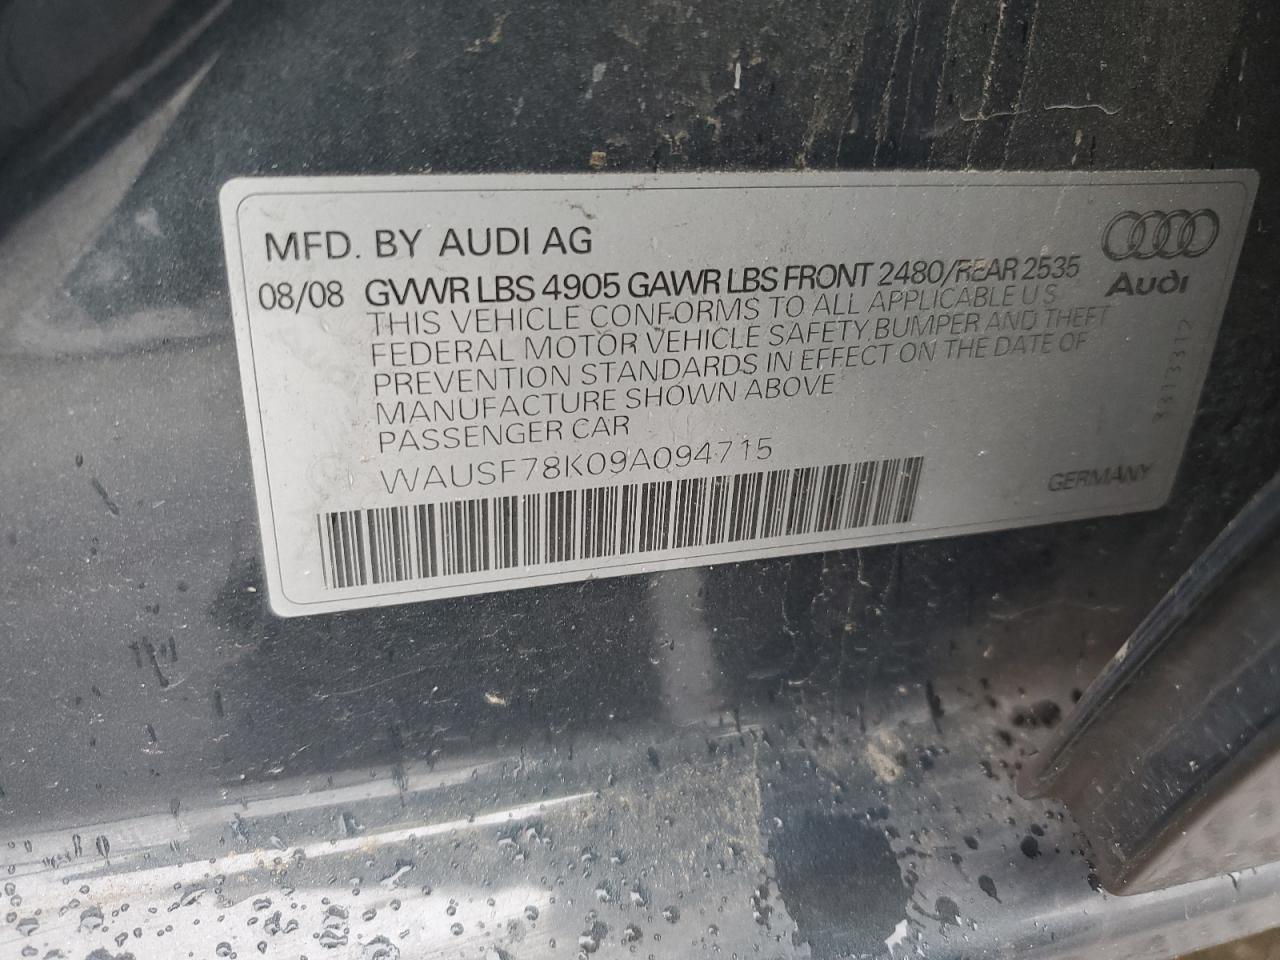 MFD. BY AUDI AG
08/08 GVWR LBS 4905 GAWR LBS FRONT 2480/REAR 2535
Audi
THIS VEHICLE CONFORMS TO ALL APPLICABLE U S
FEDERAL MOTOR VEHICLE SAFETY, BUMPER AND THEFT
PREVENTION STANDARDS IN EFFECT ON THE DATE OF
MANUFACTURE SHOWN ABOVE
PASSENGER CAR
WAUSF78K09A094715
GERMANY